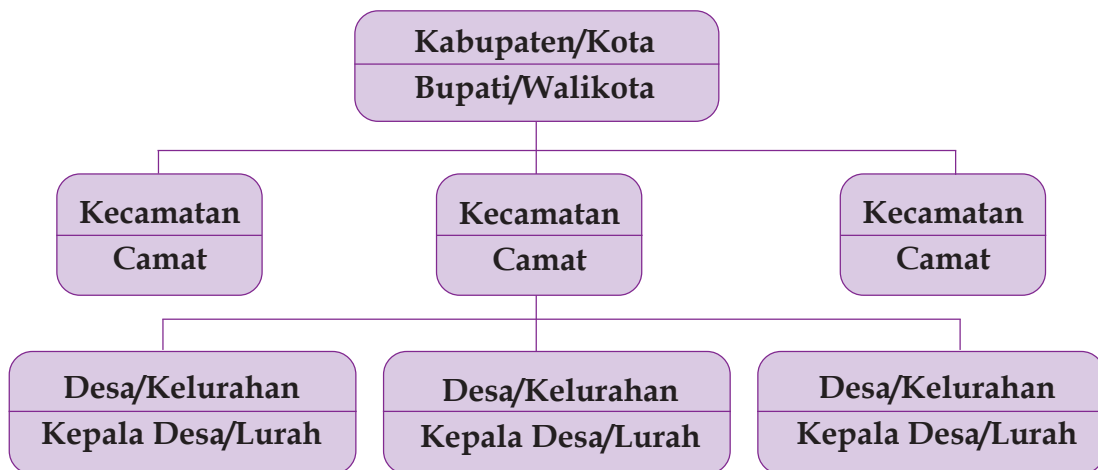 Kabupaten/Kota
Bupati/Walikota
Kecamatan
Camat
Kecamatan
Camat
Kecamatan
Camat
Desa/Kelurahan
Kepala Desa/Lurah
Desa/Kelurahan
Kepala Desa/Lurah
Desa/Kelurahan
Kepala Desa/Lurah